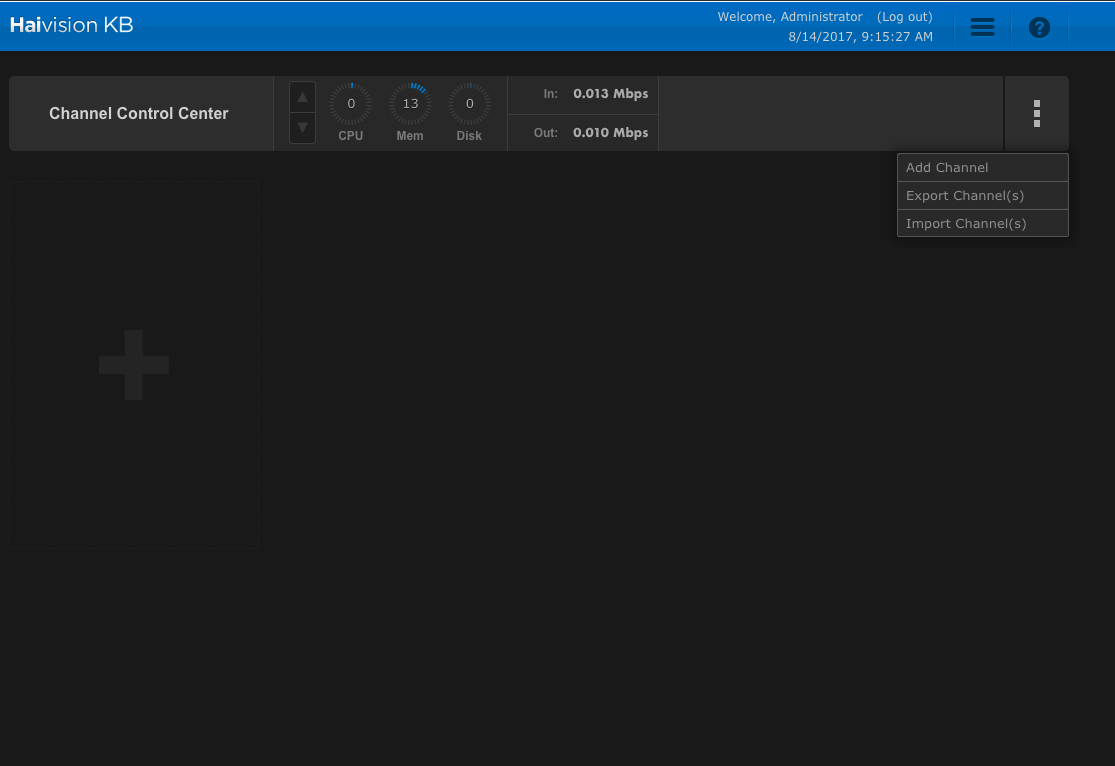 Haivision KB
Welcome, Administrator (Log out)
8/14/2017, 9:15:27 AM
?
Channel Control Center
0 13 0
CPU Mem Disk
In: 0.013 Mbps
Out: 0.010 Mbps
Add Channel
Export Channel(s)
Import Channel(s)